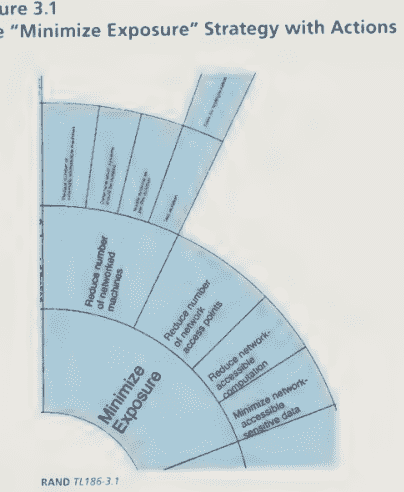 ure 3.1
e “Minimize Exposure” Strategy with Actions
Reduce number
of networked
machines
Reduce number
of network
access points
Reduce network-
accessible
computation
Minimize network-
accessible
sensitive data
Minimize
Exposure
RAND TL186-3.1